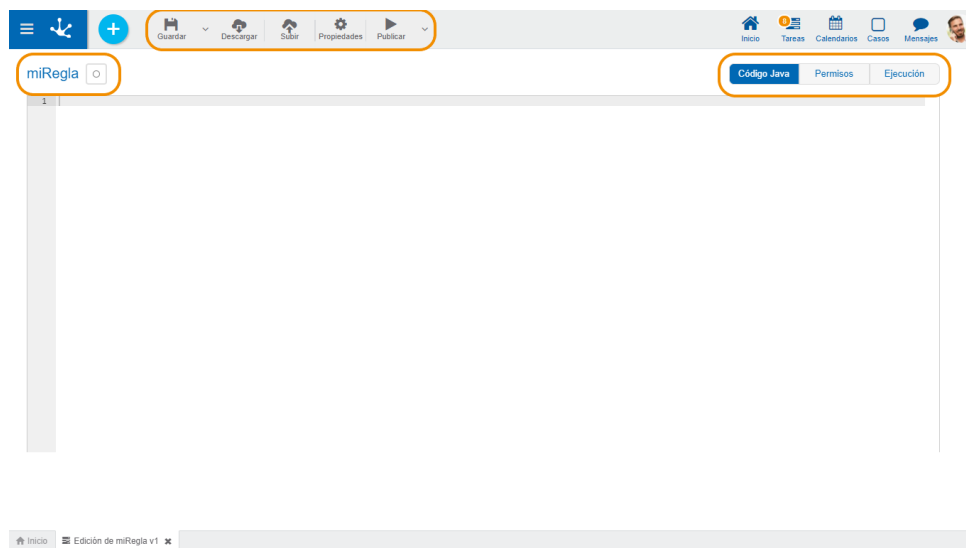 Guardar Descargar Subir Propiedades Publicar
0
Inicio Tareas Calendarios Casos Mensajes
miRegla
Código Java Permisos Ejecución
1
Inicio Edición de miRegla v1